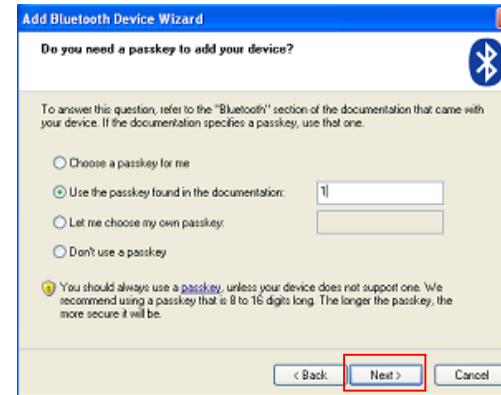 Add Bluetooth Device Wizard
Do you need a passkey to add your device?
To answer this question, refer to the "Bluetooth" section of the documentation that came with
your device. If the documentation specifies a passkey, use that one.
Choose a passkey for me
Use the passkey found in the documentation: 1
Let me choose my own passkey:
Don't use a passkey
You should always use a passkey, unless your device does not support one. We
recommend using a passkey that is 8 to 16 digits long. The longer the passkey, the
more secure it will be.
< Back Next > Cancel